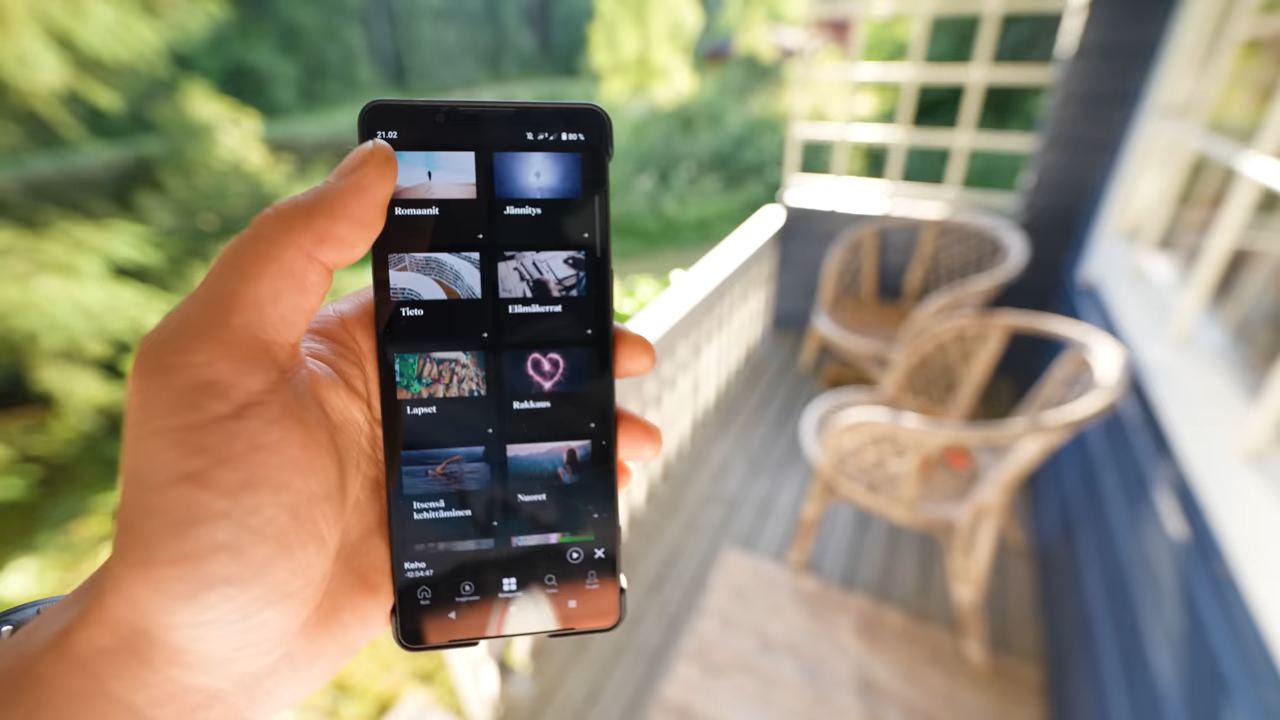 21.02
80 %
Romaanit
Jännitys
Tieto
Elämäkerrat
Lapset
Rakkaus
Itsensä
kehittäminen
Nuoret
Keho
-12:54:47